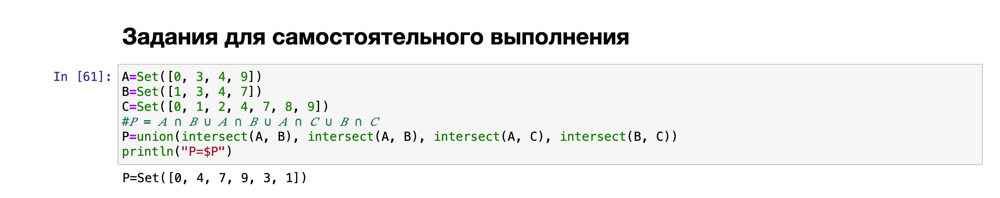 Задания для самостоятельного выполнения
In [61]:
A=Set([0, 3, 4, 9])
B=Set([1, 3, 4, 7])
C=Set([0, 1, 2, 4, 7, 8, 9])
#𝑃 = 𝐴 ∩ 𝐵 ∪ 𝐴 ∩ 𝐵 ∪ 𝐴 ∩ 𝐶 ∪ 𝐵 ∩ 𝐶
P=union(intersect(A, B), intersect(A, B), intersect(A, C), intersect(B, C))
println("P=$P")
P=Set([0, 4, 7, 9, 3, 1])